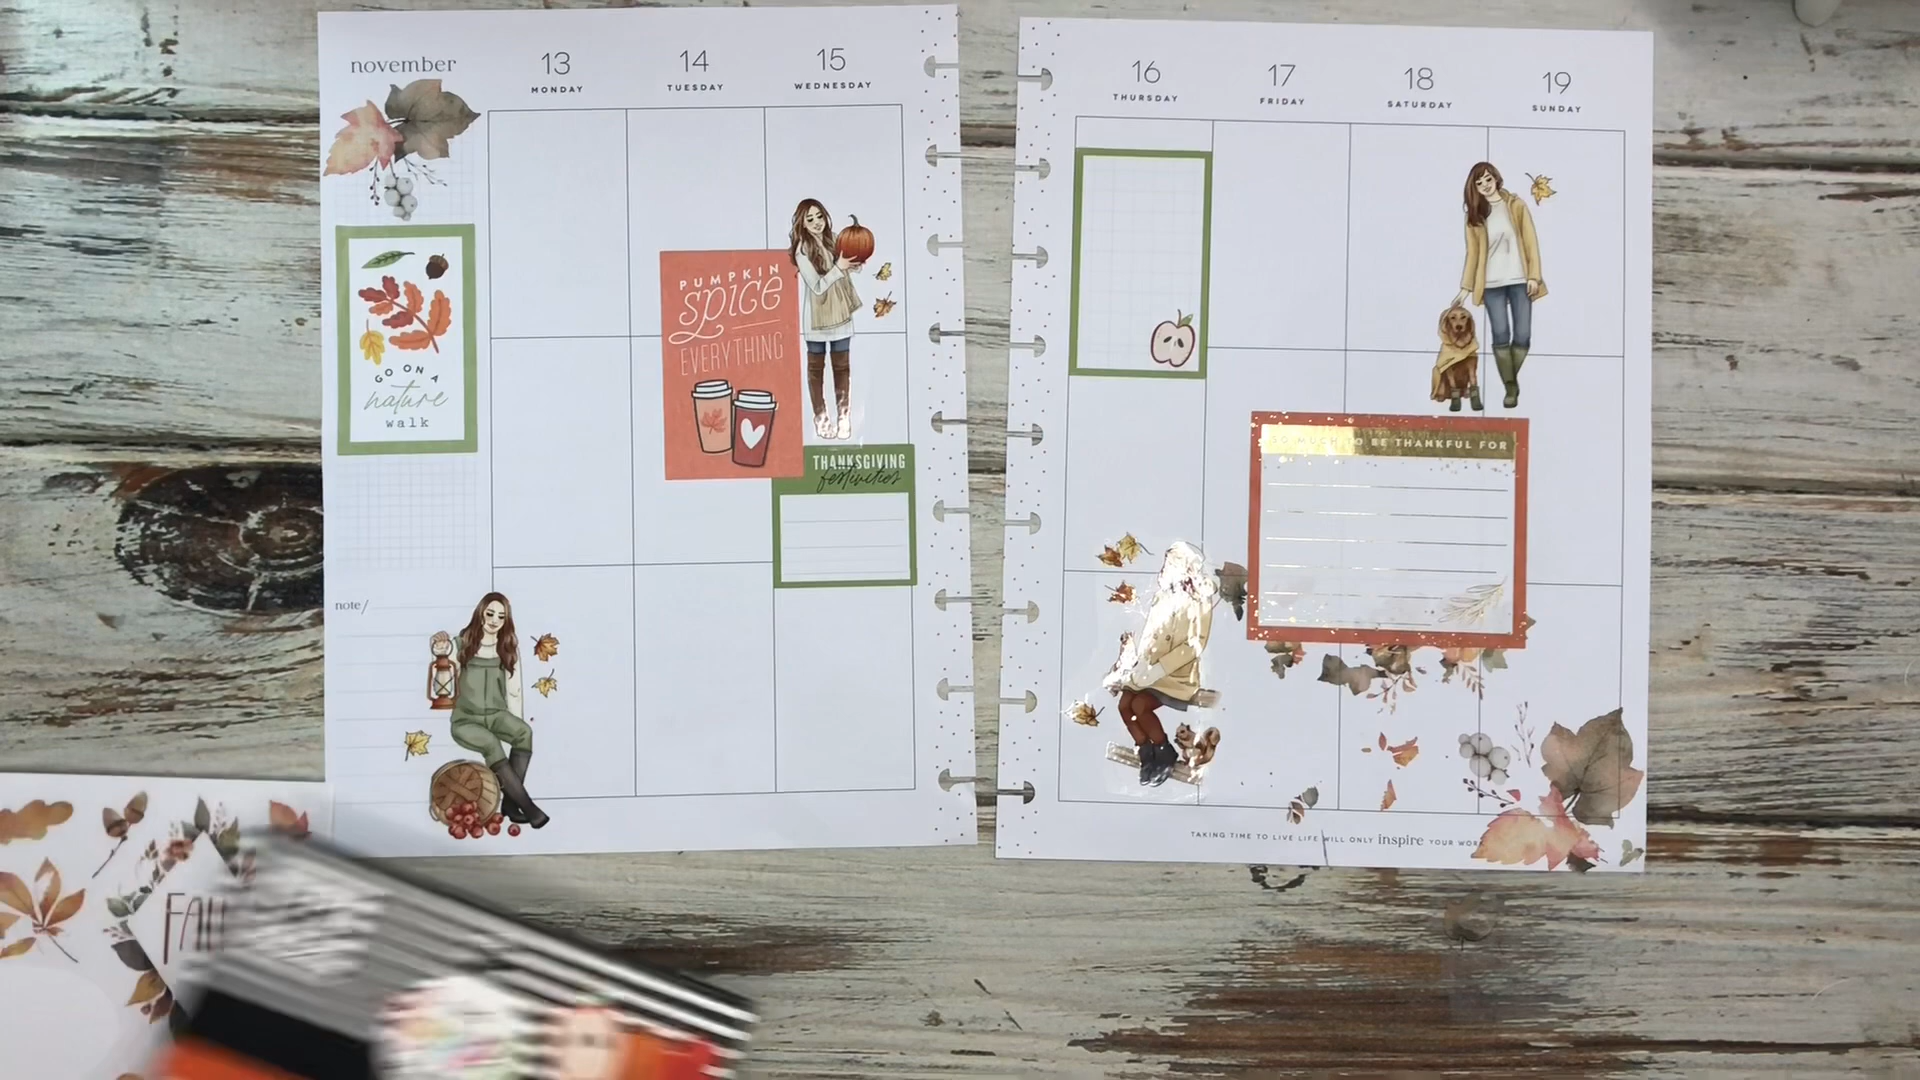 november
13
MONDAY
14
TUESDAY
15
WEDNESDAY
GO ON A
nature
walk
PUMPKIN
spice
EVERYTHING
THANKSGIVING
festivities
note/
16
THURSDAY
17
FRIDAY
18
SATURDAY
19
SUNDAY
SO MUCH TO BE THANKFUL FOR
TAKING TIME TO LIVE LIFE WILL ONLY inspire YOUR
FALL